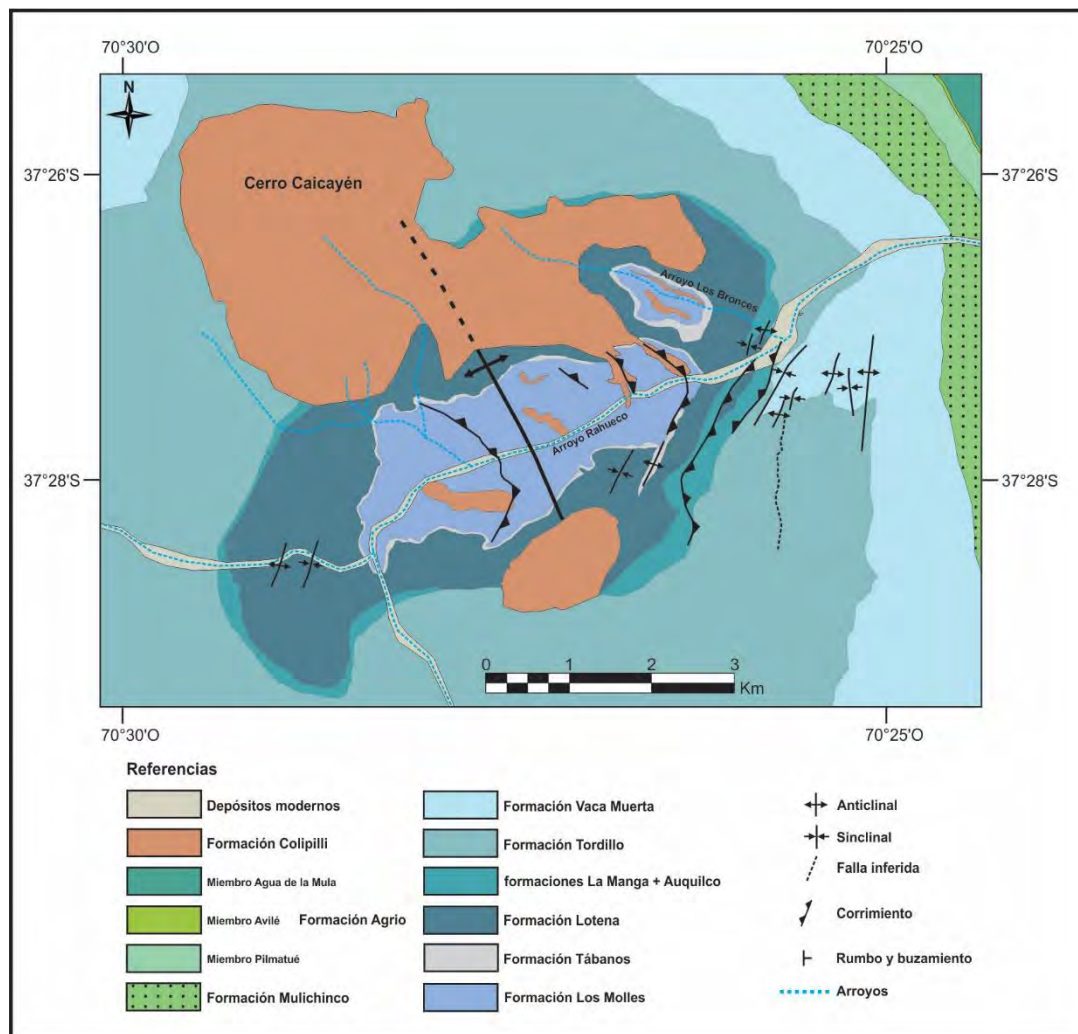 70°30'O
70°25'O
N
37°26'S
37°26'S
Cerro Caicayén
Arroyo Los Bronces
Arroyo Rahueco
37°28'S
37°28'S
0 1 2 3
Km
70°30'O
70°25'O
Referencias
Depósitos modernos
Formación Colipilli
Miembro Agua de la Mula
Miembro Avilé Formación Agrio
Miembro Pilmatué
Formación Mulichinco
Formación Vaca Muerta
Formación Tordillo
formaciones La Manga + Auquilco
Formación Lotena
Formación Tábanos
Formación Los Molles
Anticlinal
Sinclinal
Falla inferida
Corrimiento
Rumbo y buzamiento
Arroyos